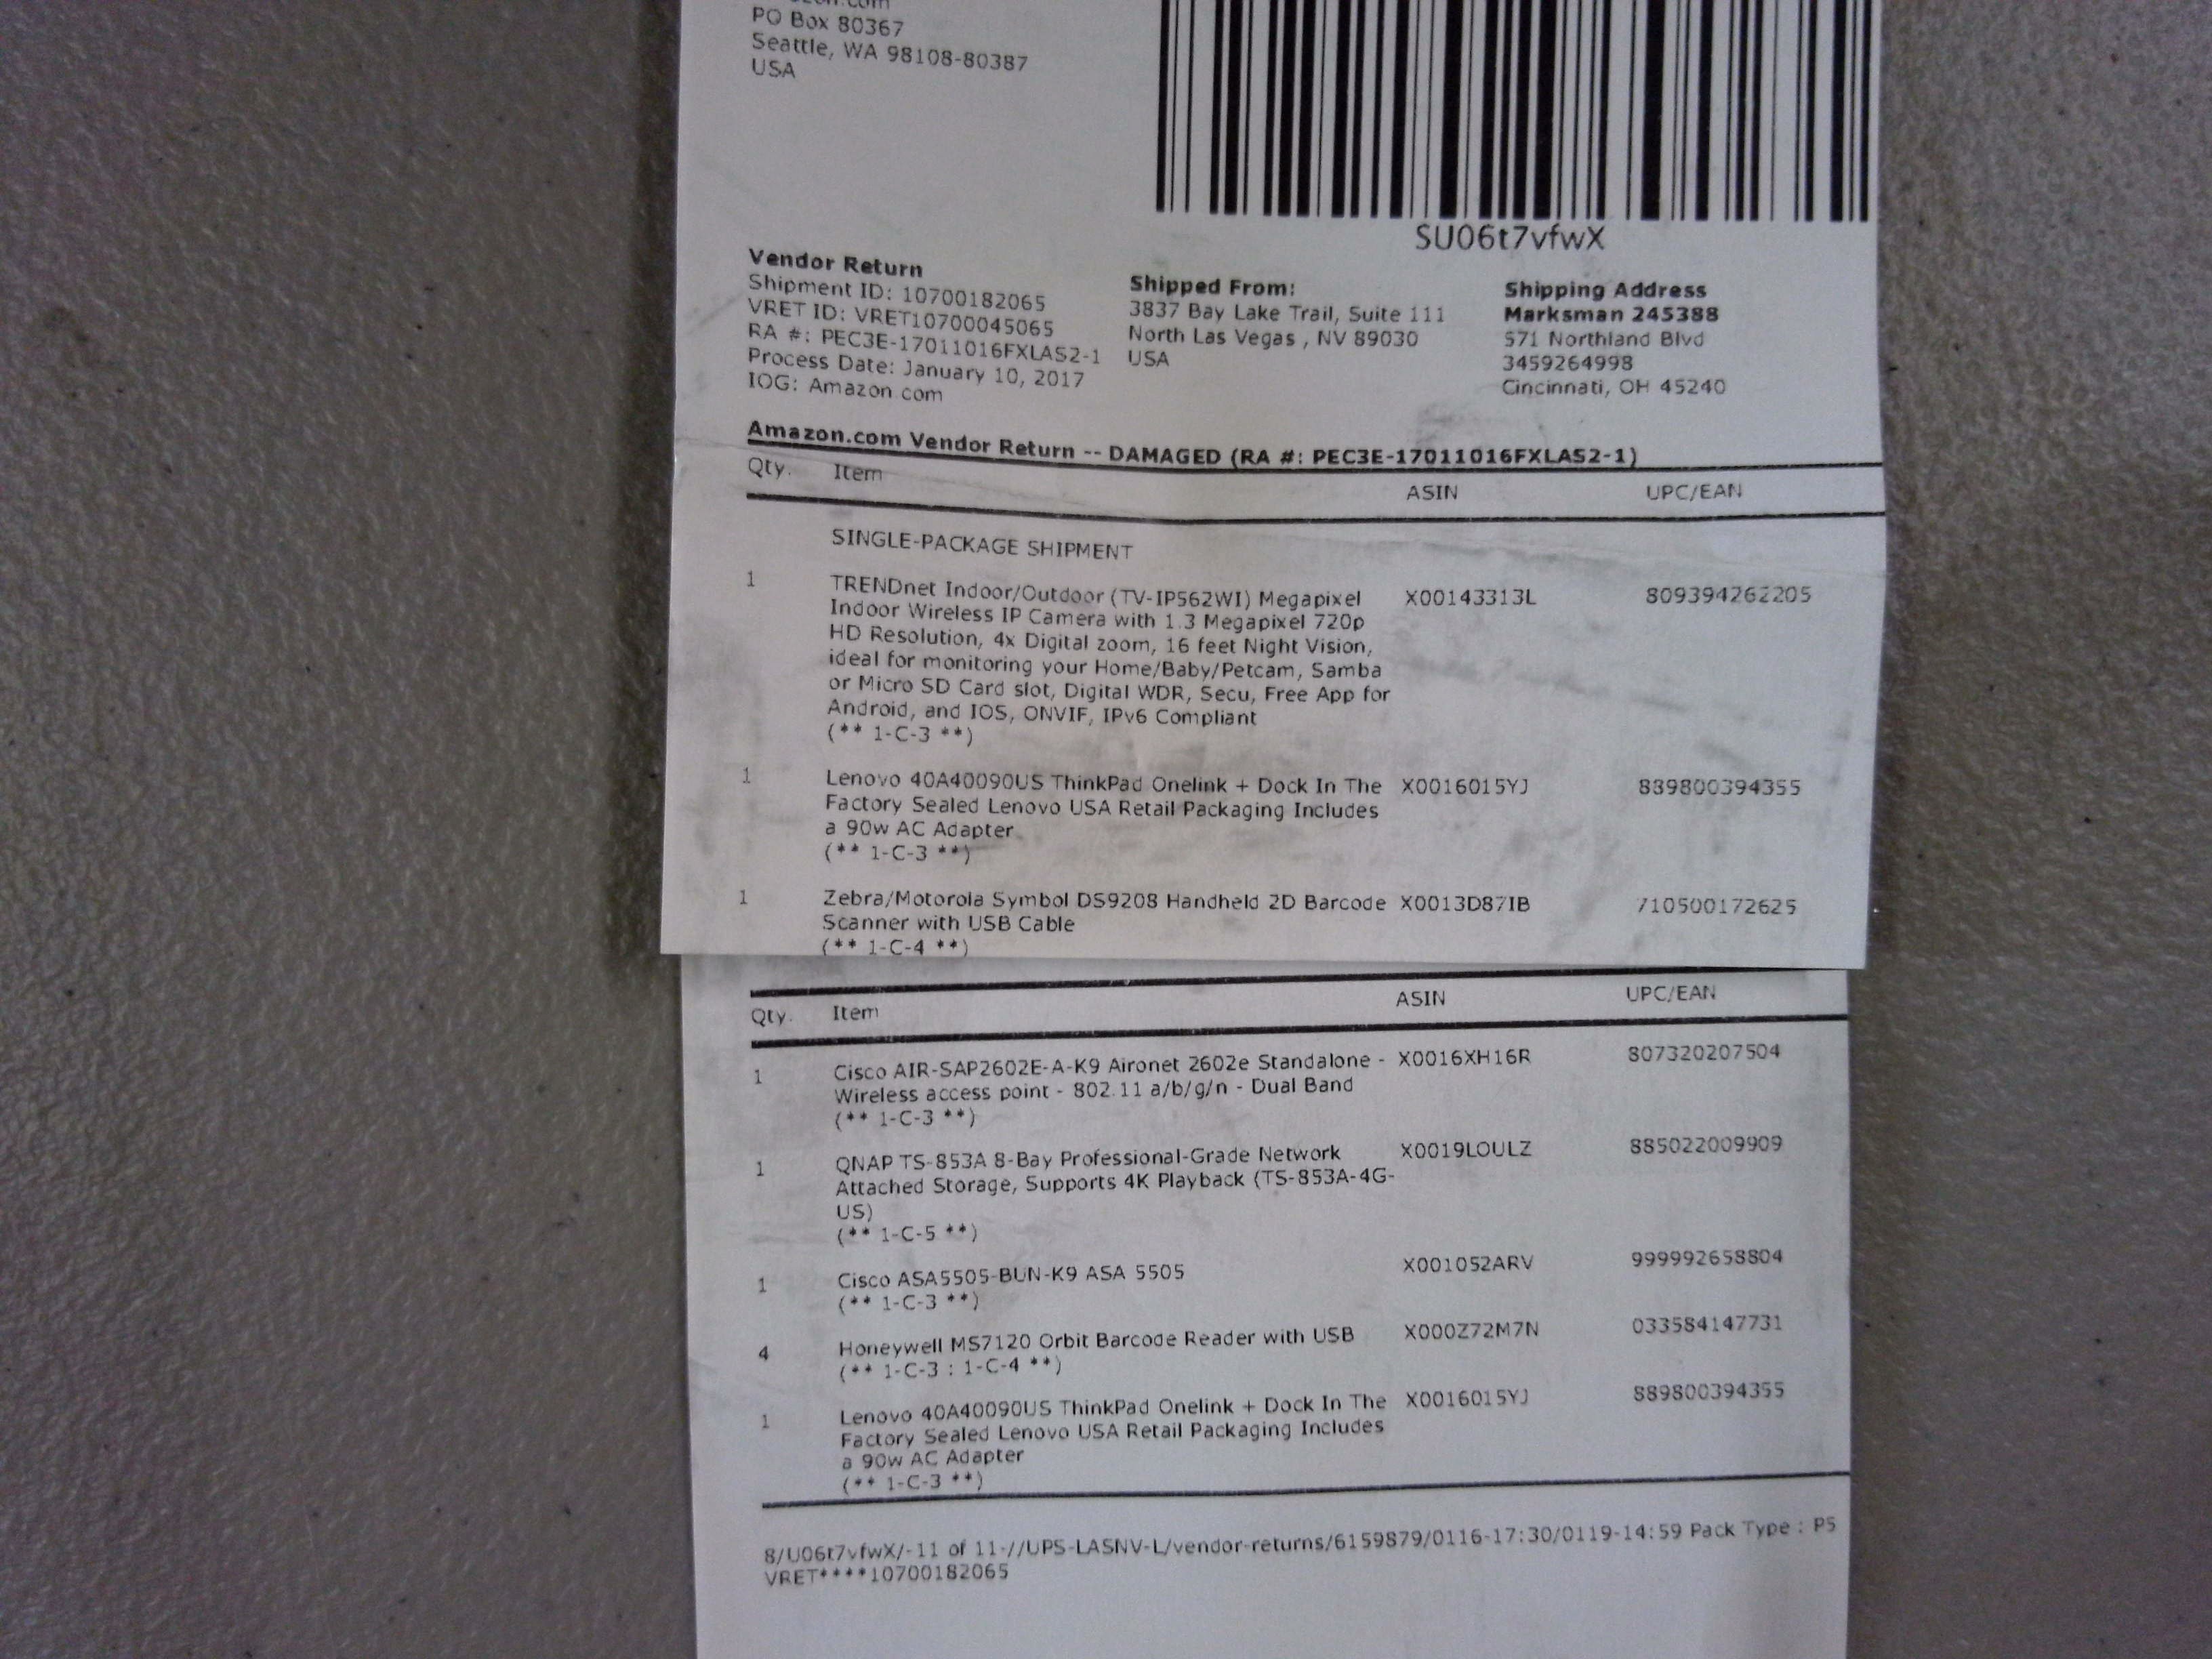 PO Box 80367
Seattle, WA 98108-80387
USA
SU06t7vfwX
Vendor Return
Shipment ID: 10700182065
VRET ID: VRET10700045065
RA #: PEC3E-17011016FXLAS2-1
Process Date: January 10, 2017
IOG: Amazon.com
Shipped From:
3837 Bay Lake Trail, Suite 111
North Las Vegas , NV 89030
USA
Shipping Address
Marksman 245388
571 Northland Blvd
3459264998
Cincinnati, OH 45240
Amazon.com Vendor Return -- DAMAGED (RA #: PEC3E-17011016FXLAS2-1)
Qty. Item ASIN UPC/EAN
SINGLE-PACKAGE SHIPMENT
1 TRENDnet Indoor/Outdoor (TV-IP562WI) Megapixel X00143313L 809394262205
Indoor Wireless IP Camera with 1.3 Megapixel 720p
HD Resolution, 4x Digital zoom, 16 feet Night Vision,
ideal for monitoring your Home/Baby/Petcam, Samba
or Micro SD Card slot, Digital WDR, Secu, Free App for
Android, and IOS, ONVIF, IPv6 Compliant
(** 1-C-3 **)
1 Lenovo 40A40090US ThinkPad Onelink + Dock In The X0016015YJ 889800394355
Factory Sealed Lenovo USA Retail Packaging Includes
a 90w AC Adapter
(** 1-C-3 **)
1 Zebra/Motorola Symbol DS9208 Handheld 2D Barcode X0013D87IB 710500172625
Scanner with USB Cable
(** 1-C-4 **)
Qty. Item ASIN UPC/EAN
1 Cisco AIR-SAP2602E-A-K9 Aironet 2602e Standalone - X0016XH16R 807320207504
Wireless access point - 802.11 a/b/g/n - Dual Band
(** 1-C-3 **)
1 QNAP TS-853A 8-Bay Professional-Grade Network X0019LOULZ 885022009909
Attached Storage, Supports 4K Playback (TS-853A-4G-
US)
(** 1-C-5 **)
1 Cisco ASA5505-BUN-K9 ASA 5505 X001052ARV 999992658804
(** 1-C-3 **)
4 Honeywell MS7120 Orbit Barcode Reader with USB X000Z72M7N 033584147731
(** 1-C-3 : 1-C-4 **)
1 Lenovo 40A40090US ThinkPad Onelink + Dock In The X0016015YJ 889800394355
Factory Sealed Lenovo USA Retail Packaging Includes
a 90w AC Adapter
(** 1-C-3 **)
8/U06t7vfwX/-11 of 11-//UPS-LASNV-L/vendor-returns/6159879/0116-17:30/0119-14:59 Pack Type : P5
VRET****10700182065